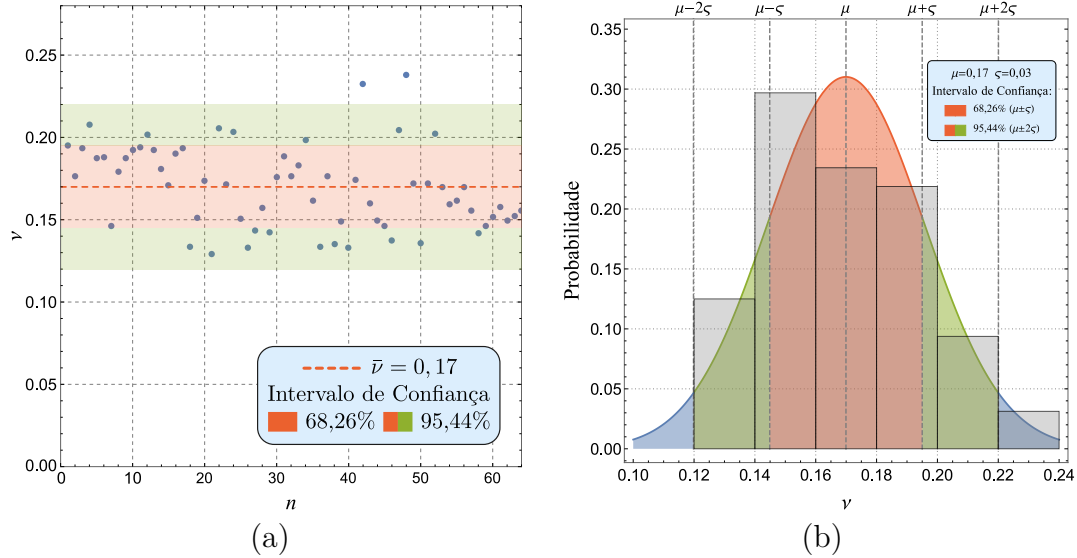 0.25
0.20
0.15
0.10
0.05
0.00
ν
0
10
20
30
40
50
60
n
ν̄ = 0, 17
Intervalo de Confiança
68,26% 95,44%
(a)
μ−2ς μ−ς μ μ+ς μ+2ς
0.35
0.30
0.25
0.20
0.15
0.10
0.05
0.00
Probabilidade
μ=0,17 ς=0,03
Intervalo de Confiança:
68,26% (μ±ς)
95,44% (μ±2ς)
0.10 0.12 0.14 0.16 0.18 0.20 0.22 0.24
ν
(b)